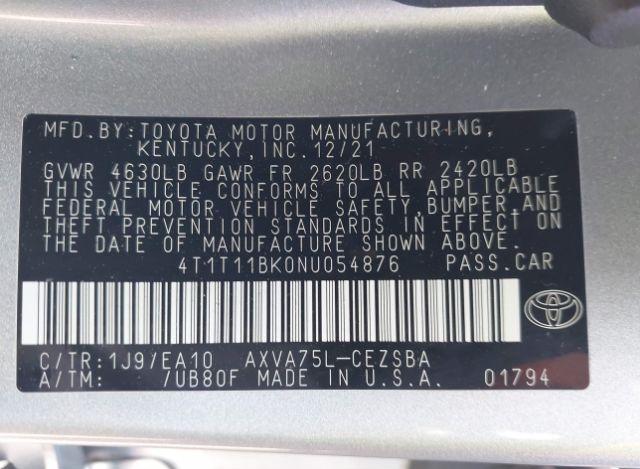 MFD.BY:TOYOTA MOTOR MANUFACTURING,
KENTUCKY,INC.12/21
GVWR 4630LB GAWR FR 2620LB RR 2420LB
THIS VEHICLE CONFORMS TO ALL APPLICABLE
FEDERAL MOTOR VEHICLE SAFETY,BUMPER,AND
THEFT PREVENTION STANDARDS IN EFFECT ON
THE DATE OF MANUFACTURE SHOWN ABOVE.
4T1T11BK0NU054876 PASS.CAR
C/TR:1J9/EA10 AXVA75L-CEZSBA
A/TM: /UB80F MADE IN U.S.A. 01794